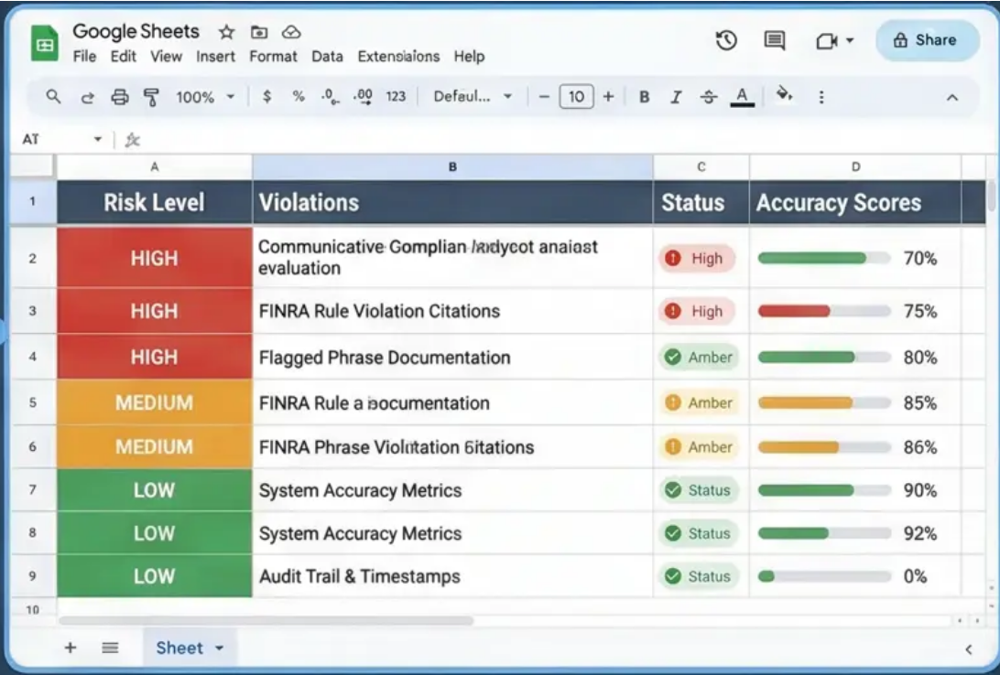 Google Sheets
File Edit View Insert Format Data Extensiaions Help
Share
100% $ % .0 .00 123 Defaul... − 10 + B I S A
AT fx
A B C D
1 Risk Level Violations Status Accuracy Scores
2 HIGH Communicative Gomplian anaiast High 70%
evaluation
3 HIGH FINRA Rule Violation Citations High 75%
4 HIGH Flagged Phrase Documentation Amber 80%
5 MEDIUM FINRA Rule a Amber 85%
6 MEDIUM FINRA Phrase Amber 86%
7 LOW System Accuracy Metrics Status 90%
8 LOW System Accuracy Metrics Status 92%
9 LOW Audit Trail & Timestamps Status 0%
10
+ Sheet